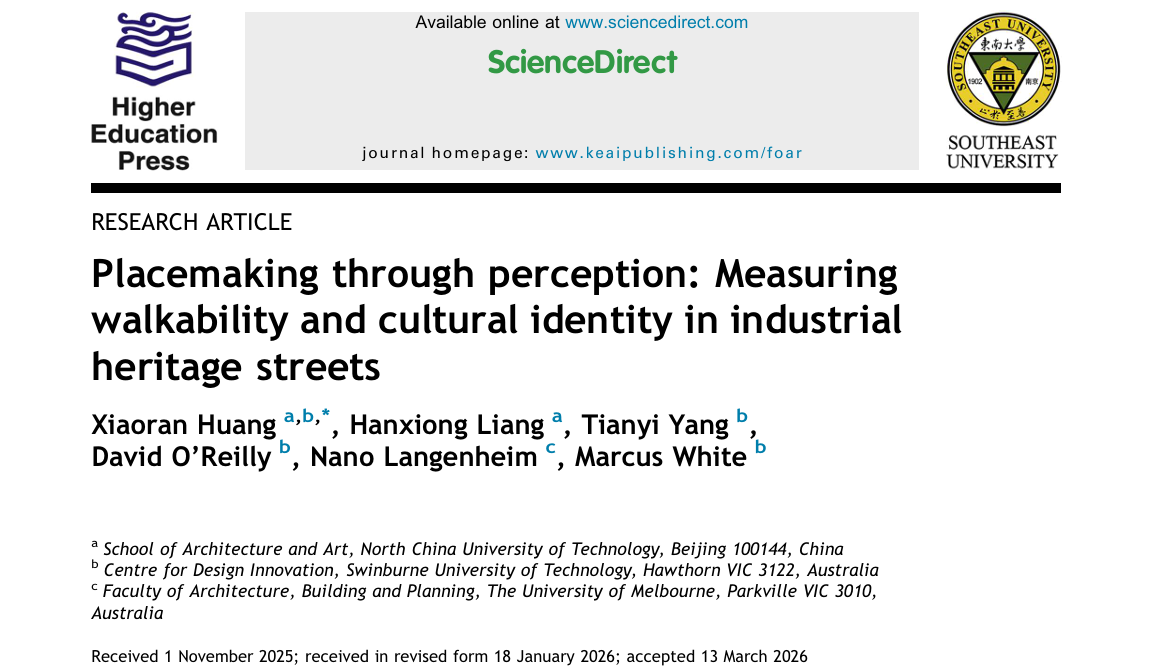 Higher
Education
Press
Available online at www.sciencedirect.com
ScienceDirect
journal homepage: www.keaipublishing.com/foar
SOUTHEAST UNIVERSITY
東南大學
1902
南京
SOUTHEAST
UNIVERSITY
RESEARCH ARTICLE
Placemaking through perception: Measuring
walkability and cultural identity in industrial
heritage streets
Xiaoran Huang a,b,*, Hanxiong Liang a, Tianyi Yang b,
David O’Reilly b, Nano Langenheim c, Marcus White b
a School of Architecture and Art, North China University of Technology, Beijing 100144, China
b Centre for Design Innovation, Swinburne University of Technology, Hawthorn VIC 3122, Australia
c Faculty of Architecture, Building and Planning, The University of Melbourne, Parkville VIC 3010,
Australia
Received 1 November 2025; received in revised form 18 January 2026; accepted 13 March 2026